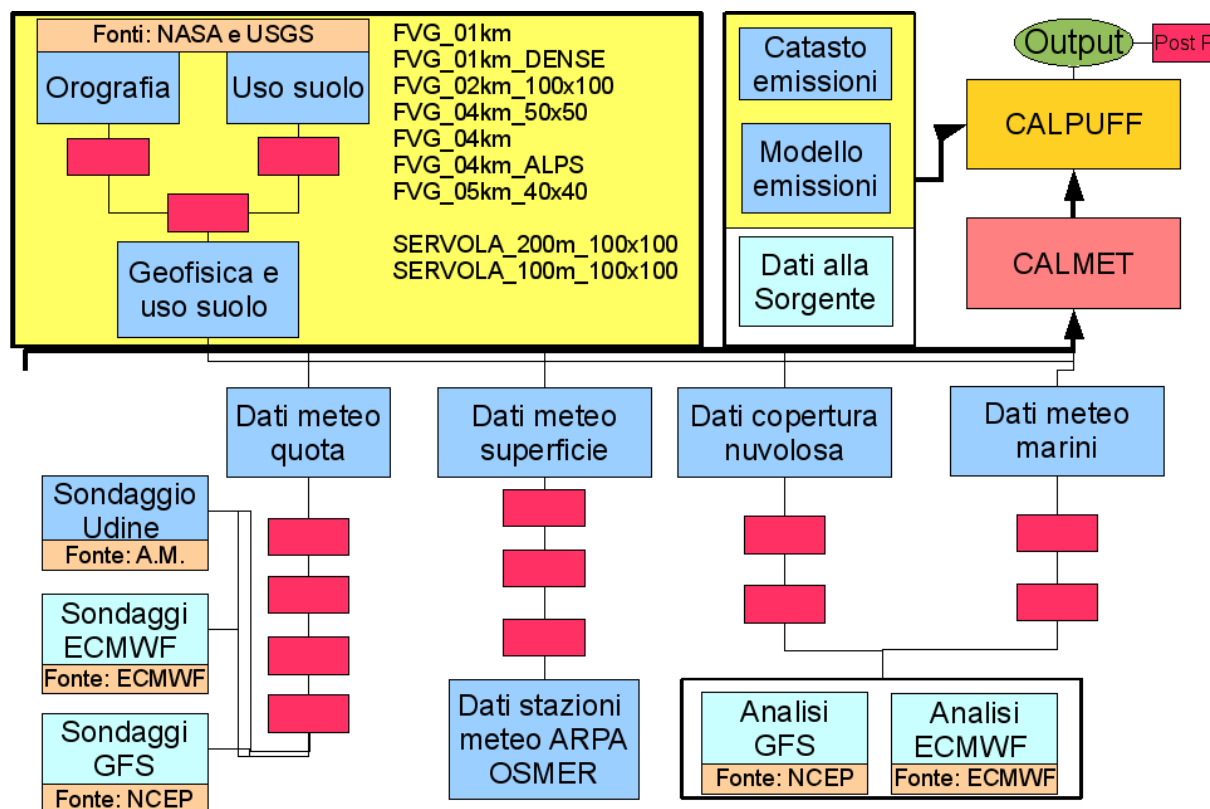 Fonti: NASA e USGS
Orografia
Uso suolo
Geofisica e
uso suolo
FVG_01km
FVG_01km_DENSE
FVG_02km_100x100
FVG_04km_50x50
FVG_04km
FVG_04km_ALPS
FVG_05km_40x40
SERVOLA_200m_100x100
SERVOLA_100m_100x100
Catasto
emissioni
Modello
emissioni
Dati alla
Sorgente
Output
Post P
CALPUFF
CALMET
Dati meteo
quota
Dati meteo
superficie
Dati copertura
nuvolosa
Dati meteo
marini
Sondaggio
Udine
Fonte: A.M.
Sondaggi
ECMWF
Fonte: ECMWF
Sondaggi
GFS
Fonte: NCEP
Dati stazioni
meteo ARPA
OSMER
Analisi
GFS
Fonte: NCEP
Analisi
ECMWF
Fonte: ECMWF